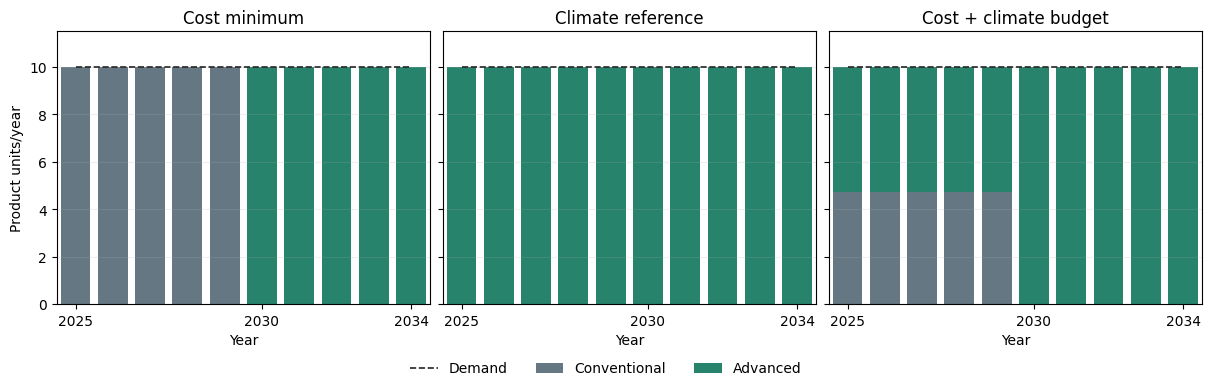 Cost minimum
Climate reference
Cost + climate budget
Product units/year
10
8
6
4
2
0
2025
2030
2034
2025
2030
2034
2025
2030
2034
Year
Year
Year
Demand
Conventional
Advanced